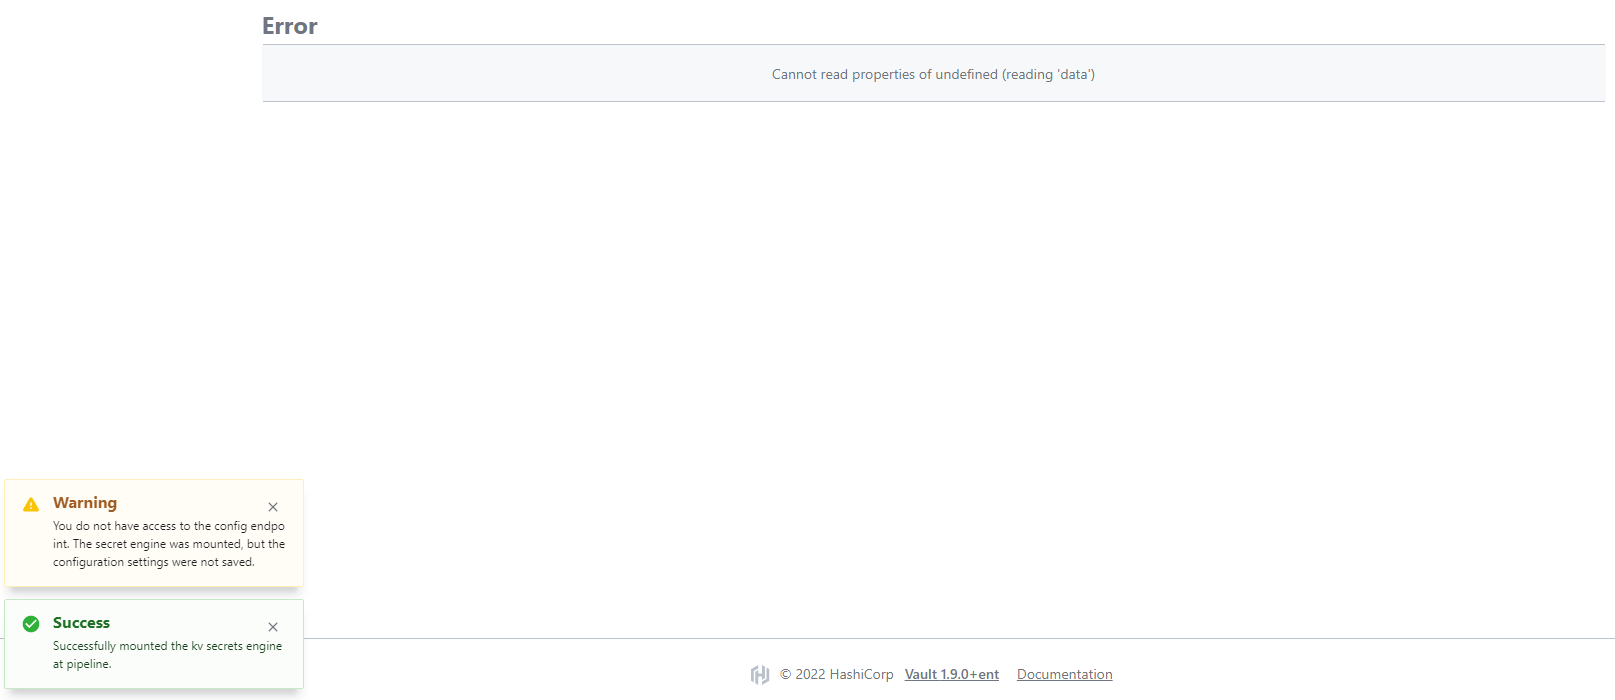 Error
Cannot read properties of undefined (reading 'data')
Warning
You do not have access to the config endpo
int. The secret engine was mounted, but the
configuration settings were not saved.
Success
Successfully mounted the kv secrets engine
at pipeline.
© 2022 HashiCorp Vault 1.9.0+ent Documentation